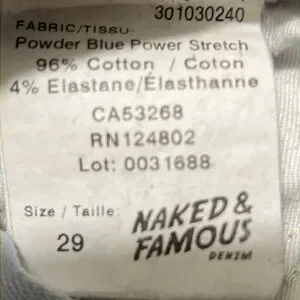 301030240
FABRIC/TISSU
Powder Blue Power Stretch
96% Cotton / Coton
4% Elastane/Élasthanne
CA53268
RN124802
Lot: 0031688
Size / Taille:
29
NAKED &
FAMOUS
DENIM